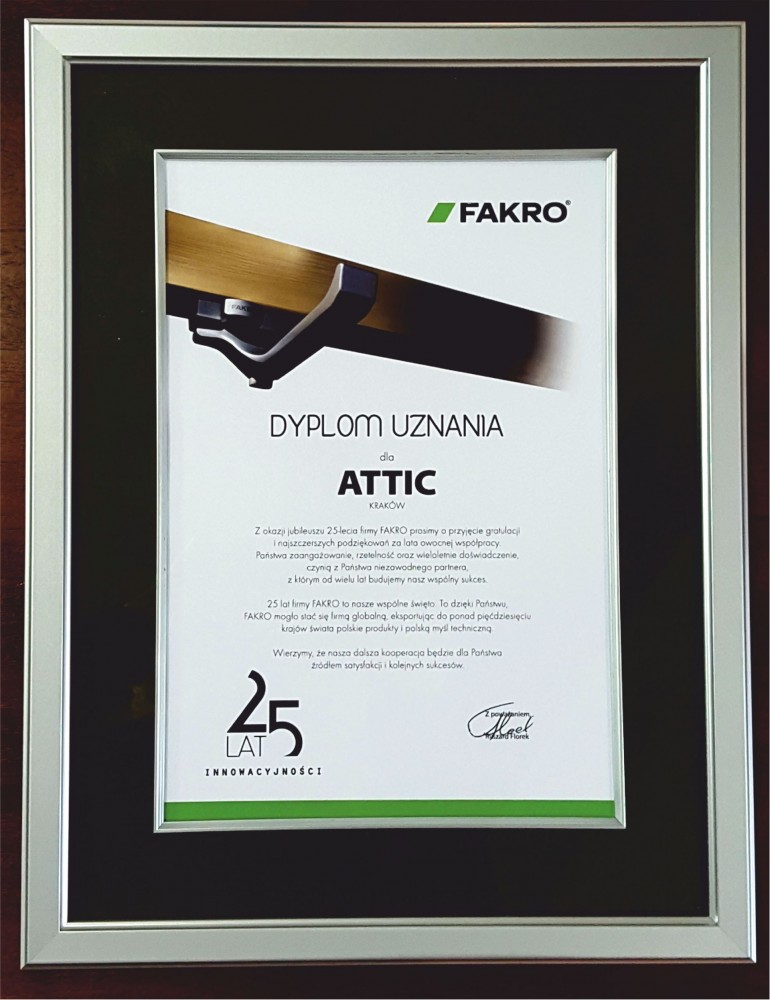 FAKRO®
FAKRO
DYPLOM UZNANIA
dla
ATTIC
KRAKÓW
Z okazji jubileuszu 25-lecia firmy FAKRO prosimy o przyjęcie gratulacji
i najszczerszych podziękowań za lata owocnej współpracy.
Państwa zaangażowanie, rzetelność oraz wieloletnie doświadczenie,
czynią z Państwa niezawodnego partnera,
z którym od wielu lat budujemy nasz wspólny sukces.
25 lat firmy FAKRO to nasze wspólne święto. To dzięki Państwu,
FAKRO mogło stać się firmą globalną, eksportując do ponad pięćdziesięciu
krajów świata polskie produkty i polską myśl techniczną.
Wierzymy, że nasza dalsza kooperacja będzie dla Państwa
źródłem satysfakcji i kolejnych sukcesów.
25
LAT
INNOWACYJNOŚCI
Z poważaniem,
Ryszard Florek